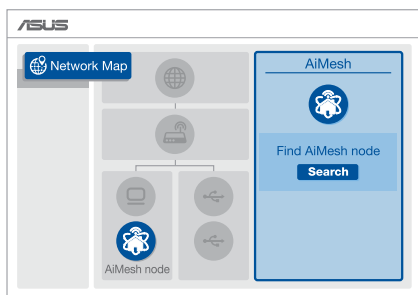 ASUS
Network Map
AiMesh
Find AiMesh node
Search
AiMesh node